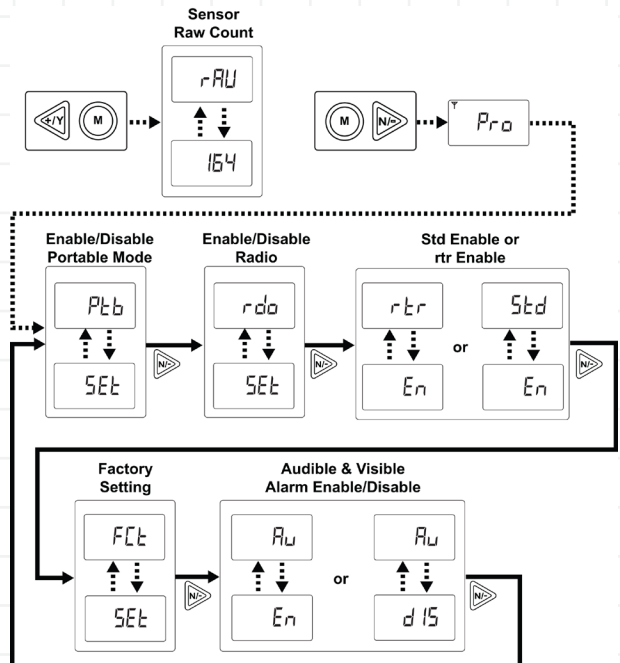 Sensor
Raw Count
rAU
+/Y
M
M
N/-
Pro
164
Enable/Disable
Portable Mode
Enable/Disable
Radio
Std Enable or
rtr Enable
Ptb
rdo
rtr
Std
or
N/-
N/-
N/-
SEt
SEt
En
En
Factory
Setting
Audible & Visible
Alarm Enable/Disable
FCt
Au
Au
or
N/-
N/-
SEt
En
dIS